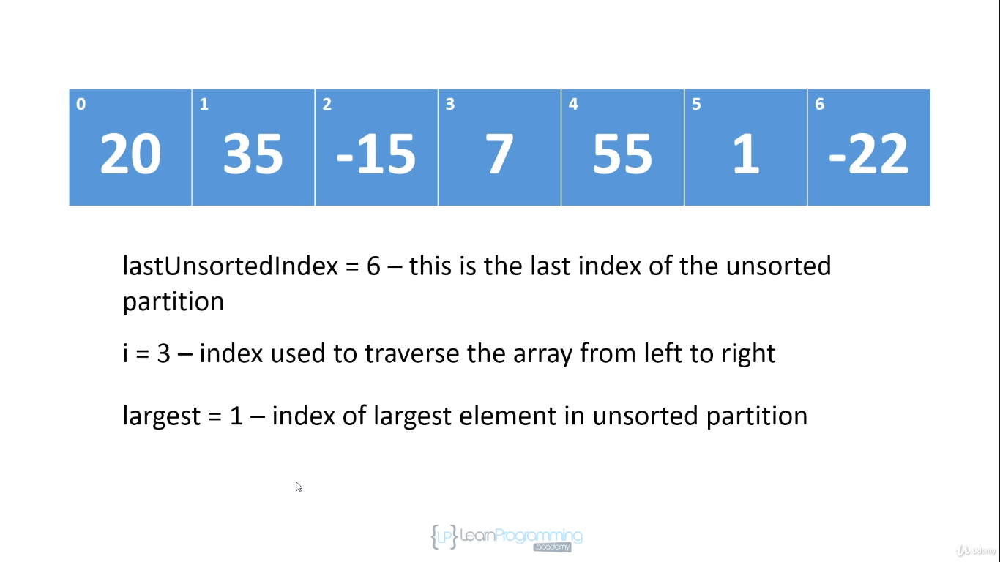 0 1 2 3 4 5 6
20 35 -15 7 55 1 -22
lastUnsortedIndex = 6 – this is the last index of the unsorted
partition
i = 3 – index used to traverse the array from left to right
largest = 1 – index of largest element in unsorted partition
{LP} LearnProgramming
.academy
Udemy